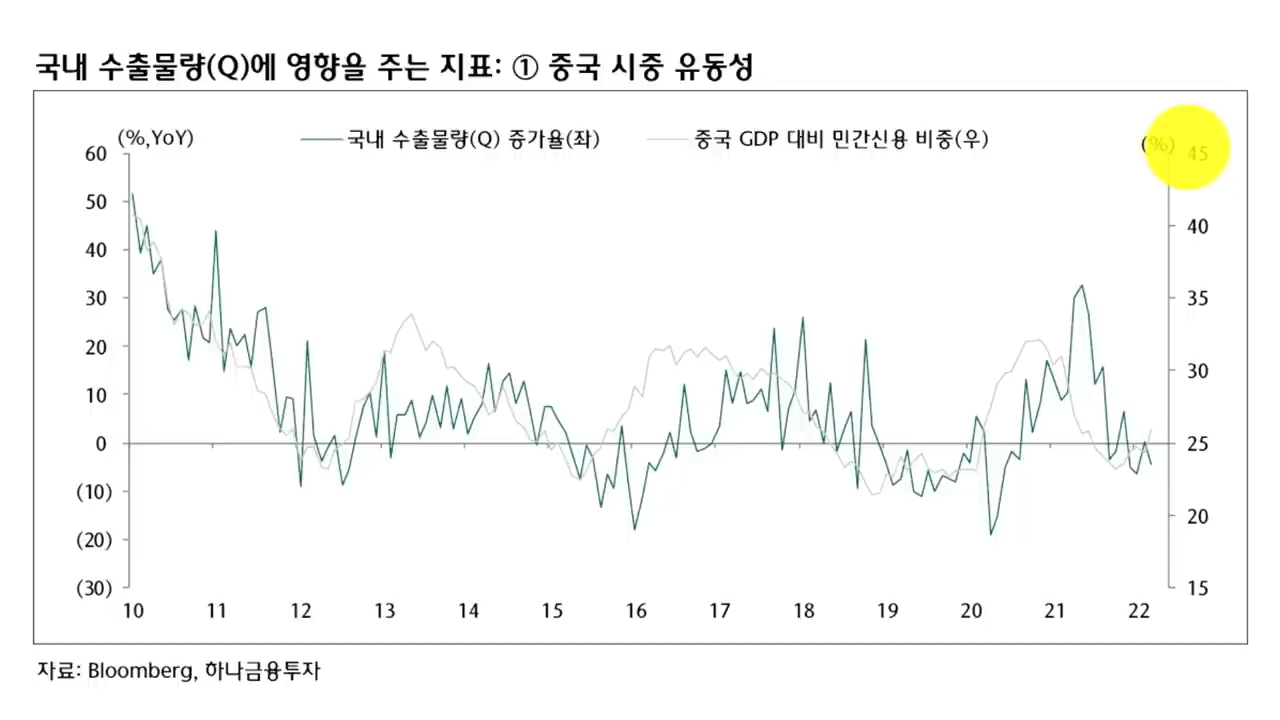 국내 수출물량(Q)에 영향을 주는 지표: ① 중국 시중 유동성
(%,YoY) 국내 수출물량(Q) 증가율(좌) 중국 GDP 대비 민간신용 비중(우) (%)
60 45
50
40 40
30 35
20 30
10
0 25
(10)
(20) 20
(30) 15
10 11 12 13 14 15 16 17 18 19 20 21 22
자료: Bloomberg, 하나금융투자